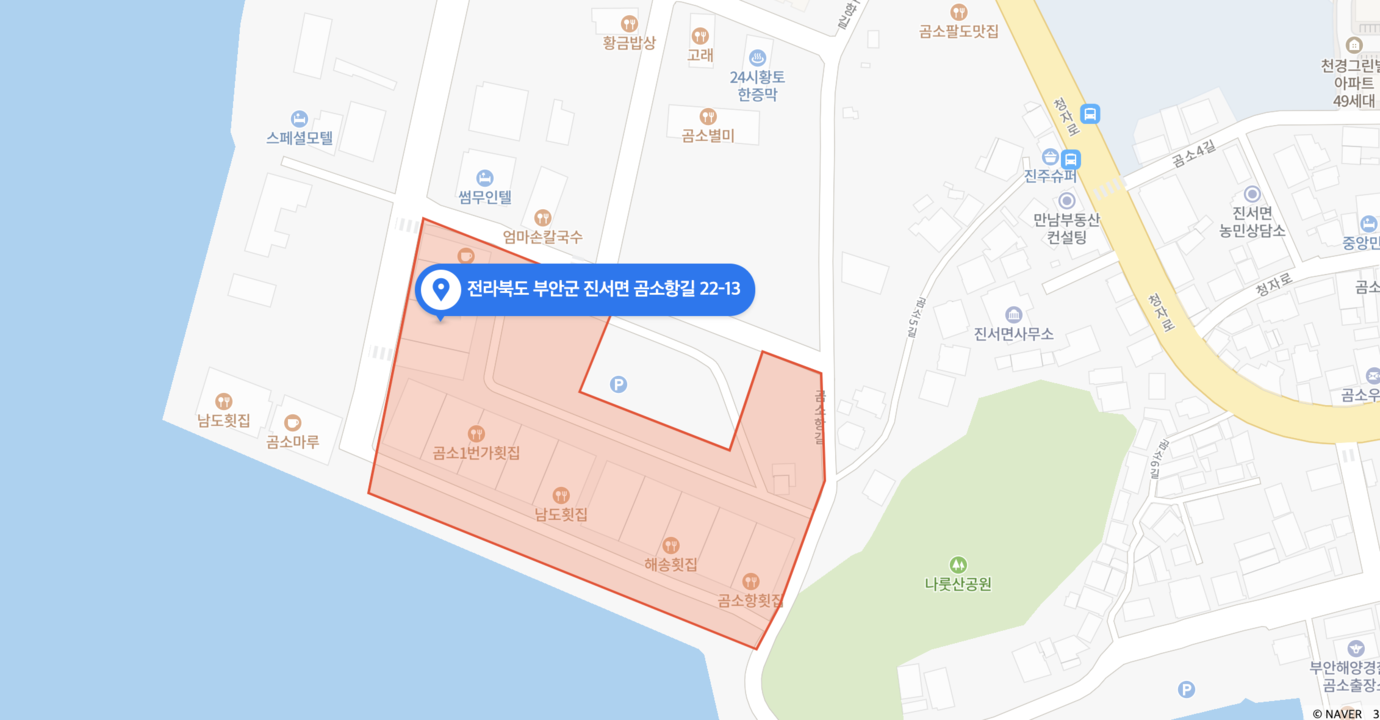 항길
곰소팔도맛집
황금밥상
고래
24시황토
한증막
천경그린빌
아파트
49세대
청자로
스페셜모텔
곰소별미
곰소4길
진주슈퍼
썸무인텔
엄마손칼국수
만남부동산
컨설팅
진서면
농민상담소
중앙민
전라북도 부안군 진서면 곰소항길 22-13
청자로
곰소
곰소5길
청자로
진서면사무소
P
곰소우
남도횟집
곰소마루
곰소항길
곰소1번가횟집
곰소6길
남도횟집
해송횟집
곰소항횟집
나룻산공원
부안해양경찰
곰소출장소
P
© NAVER 3